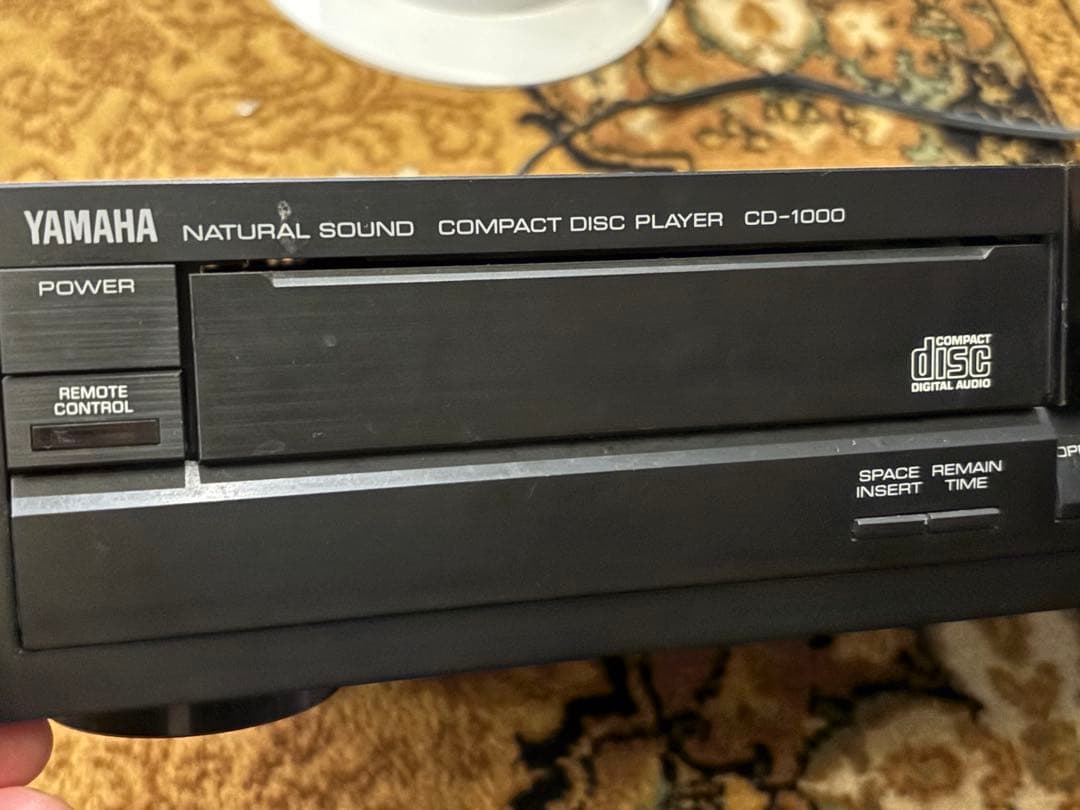 YAMAHA NATURAL SOUND COMPACT DISC PLAYER CD-1000
POWER
REMOTE
CONTROL
COMPACT
disc
DIGITAL AUDIO
SPACE INSERT
REMAIN TIME